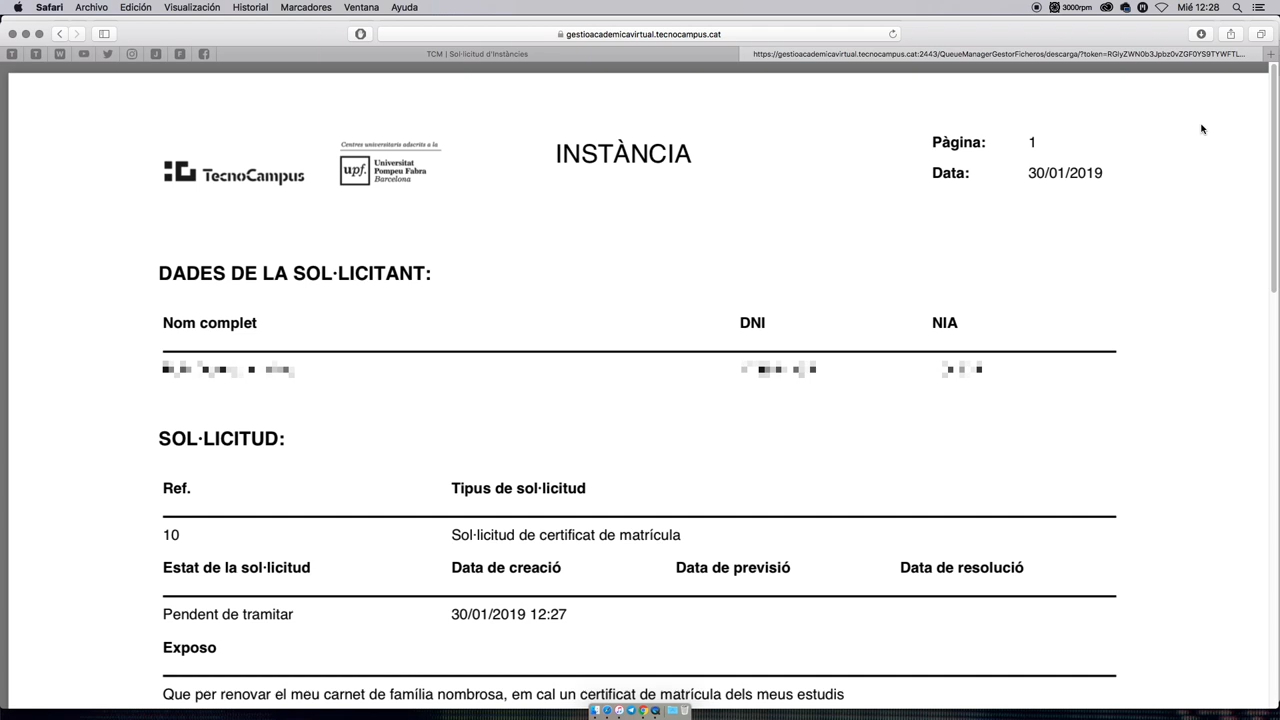 Safari Archivo Edición Visualización Historial Marcadores Ventana Ayuda 3000rpm Mié 12:28
gestioacademicavirtual.tecnocampus.cat
TCM | Sol·licitud d'Instàncies https://gestioacademicavirtual.tecnocampus.cat:2443/QueueManagerGestorFicheros/descarga/?token=RGlyZWN0b3Jpbz0vZGF0YS9TYWFTL...
TecnoCampus
Centres universitaris adscrits a la
upf. Universitat
Pompeu Fabra
Barcelona
INSTÀNCIA
Pàgina: 1
Data: 30/01/2019
DADES DE LA SOL·LICITANT:
Nom complet DNI NIA
SOL·LICITUD:
Ref. Tipus de sol·licitud
10 Sol·licitud de certificat de matrícula
Estat de la sol·licitud Data de creació Data de previsió Data de resolució
Pendent de tramitar 30/01/2019 12:27
Exposo
Que per renovar el meu carnet de família nombrosa, em cal un certificat de matrícula dels meus estudis